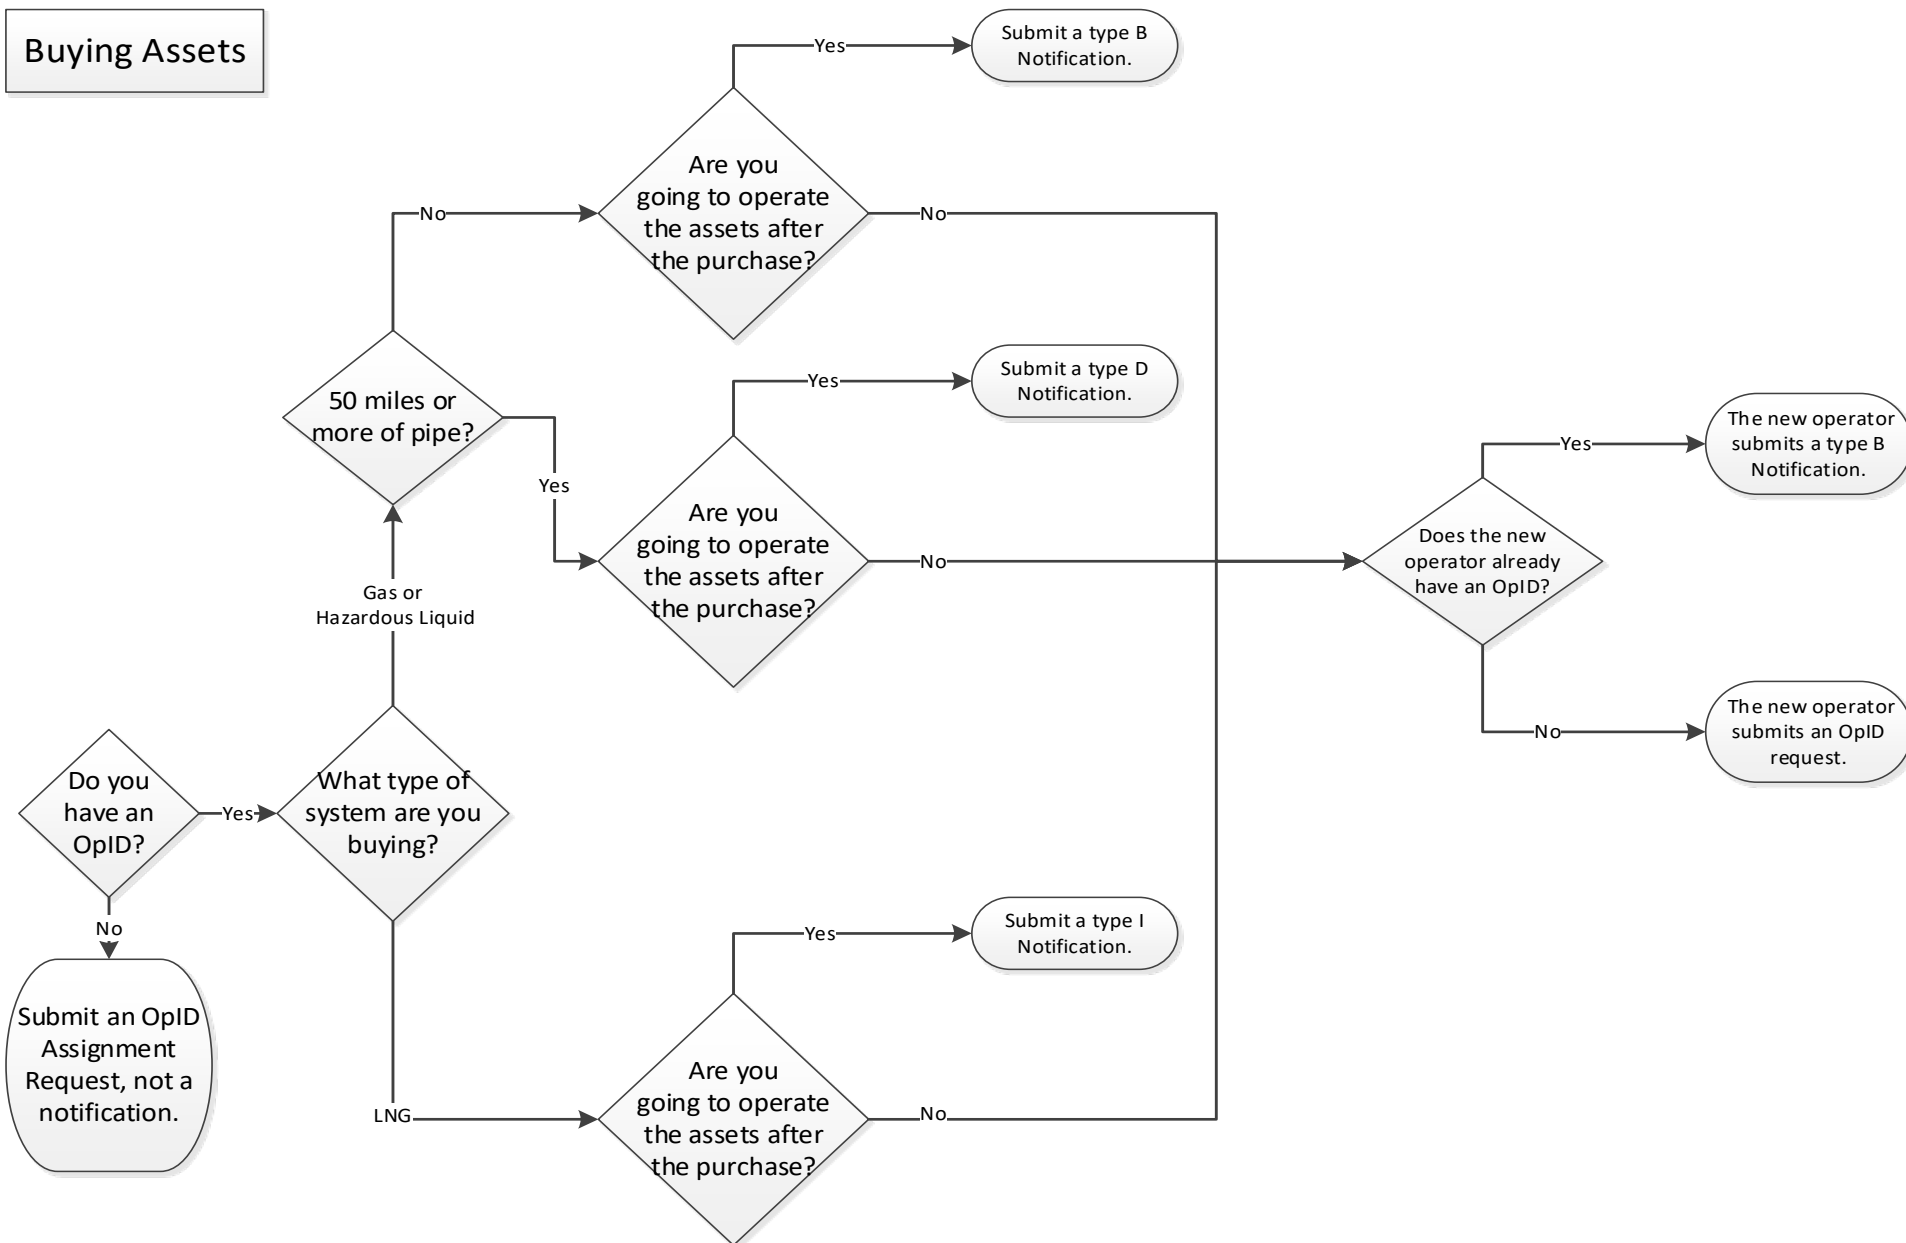 Buying Assets
Yes
Submit a type B
Notification.
Are you
going to operate
the assets after
the purchase?
No
No
50 miles or
more of pipe?
Yes
Yes
Submit a type D
Notification.
Are you
going to operate
the assets after
the purchase?
No
Gas or
Hazardous Liquid
Does the new
operator already
have an OpID?
Yes
The new operator
submits a type B
Notification.
No
The new operator
submits an OpID
request.
Do you
have an
OpID?
Yes
What type of
system are you
buying?
No
Submit an OpID
Assignment
Request, not a
notification.
LNG
Are you
going to operate
the assets after
the purchase?
Yes
Submit a type I
Notification.
No